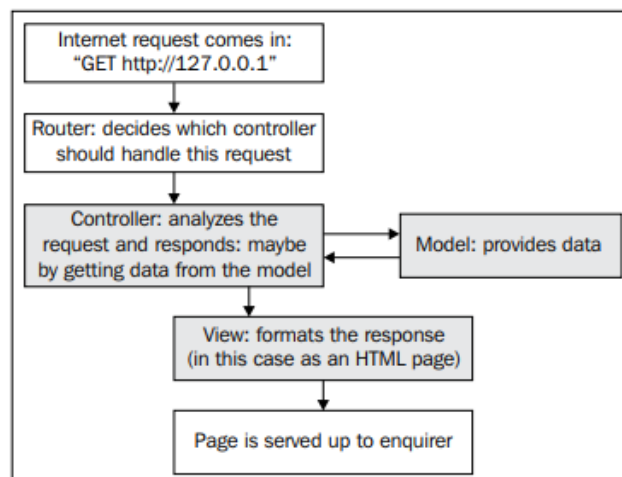 Internet request comes in:
“GET http://127.0.0.1”
Router: decides which controller
should handle this request
Controller: analyzes the
request and responds: maybe
by getting data from the model
Model: provides data
View: formats the response
(in this case as an HTML page)
Page is served up to enquirer